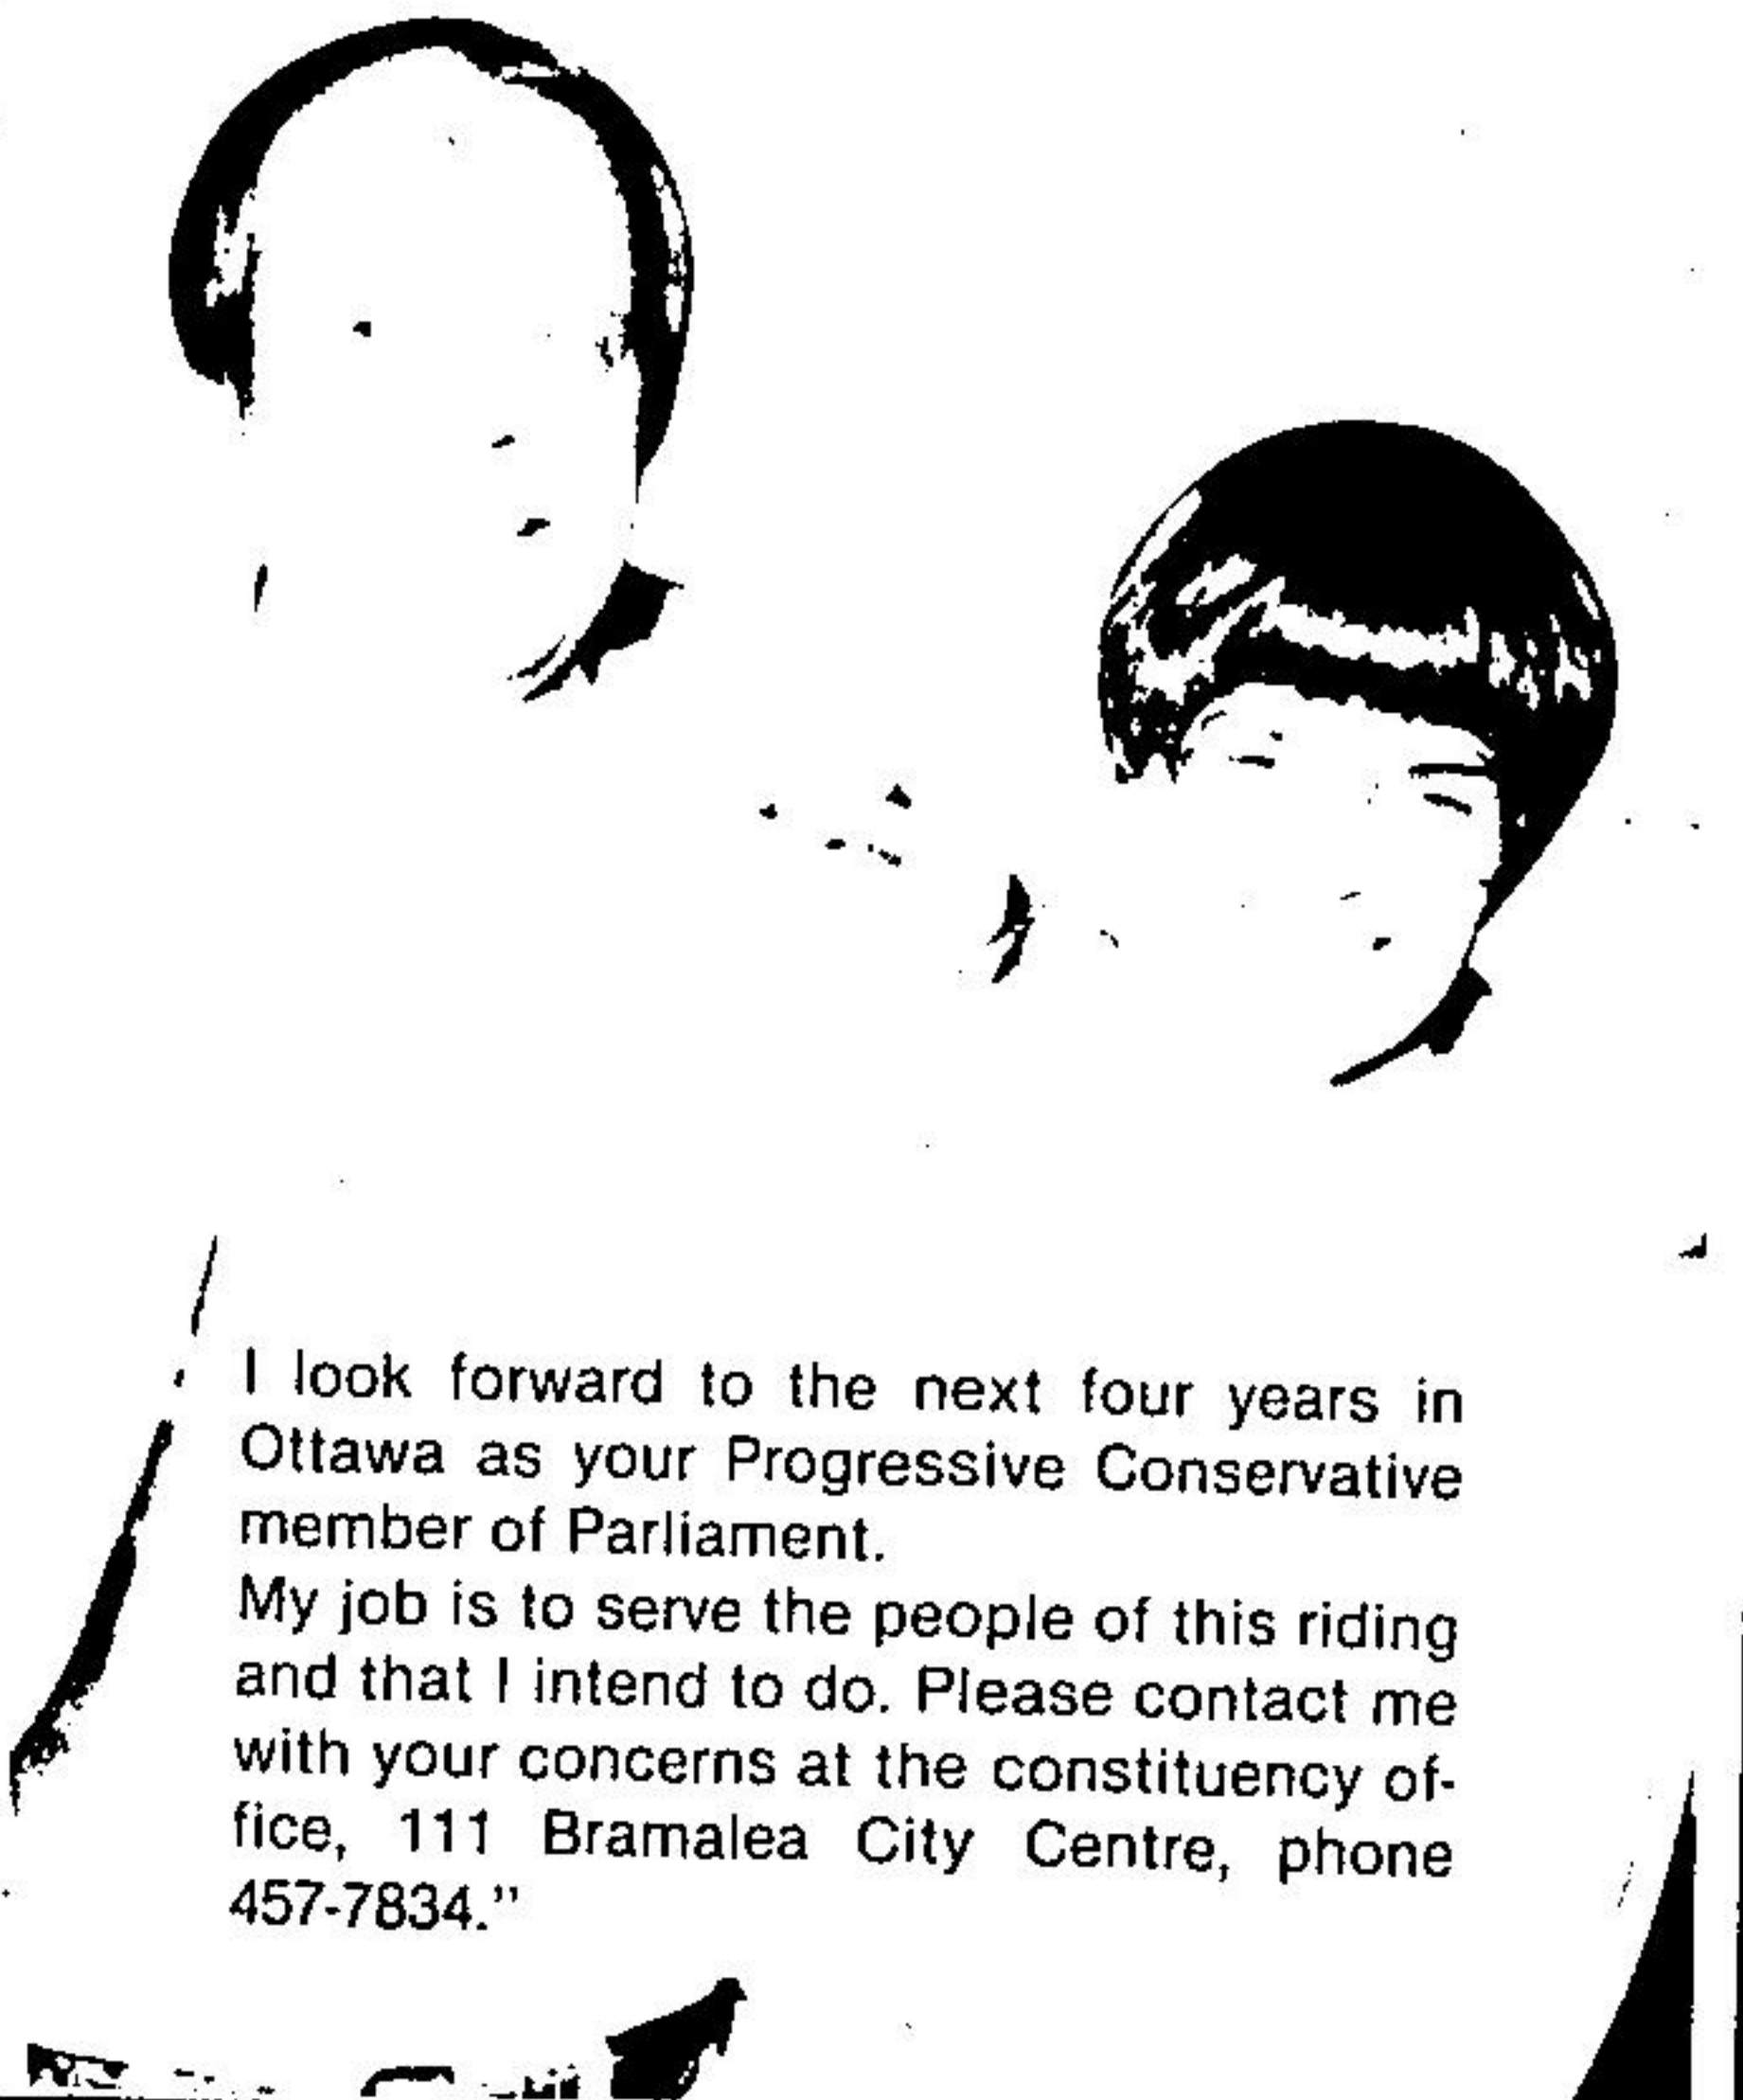 I look forward to the next four years in
Ottawa as your Progressive Conservative
member of Parliament.
My job is to serve the people of this riding
and that I intend to do. Please contact me
with your concerns at the constituency of-
fice, 111 Bramalea City Centre, phone
457-7834."